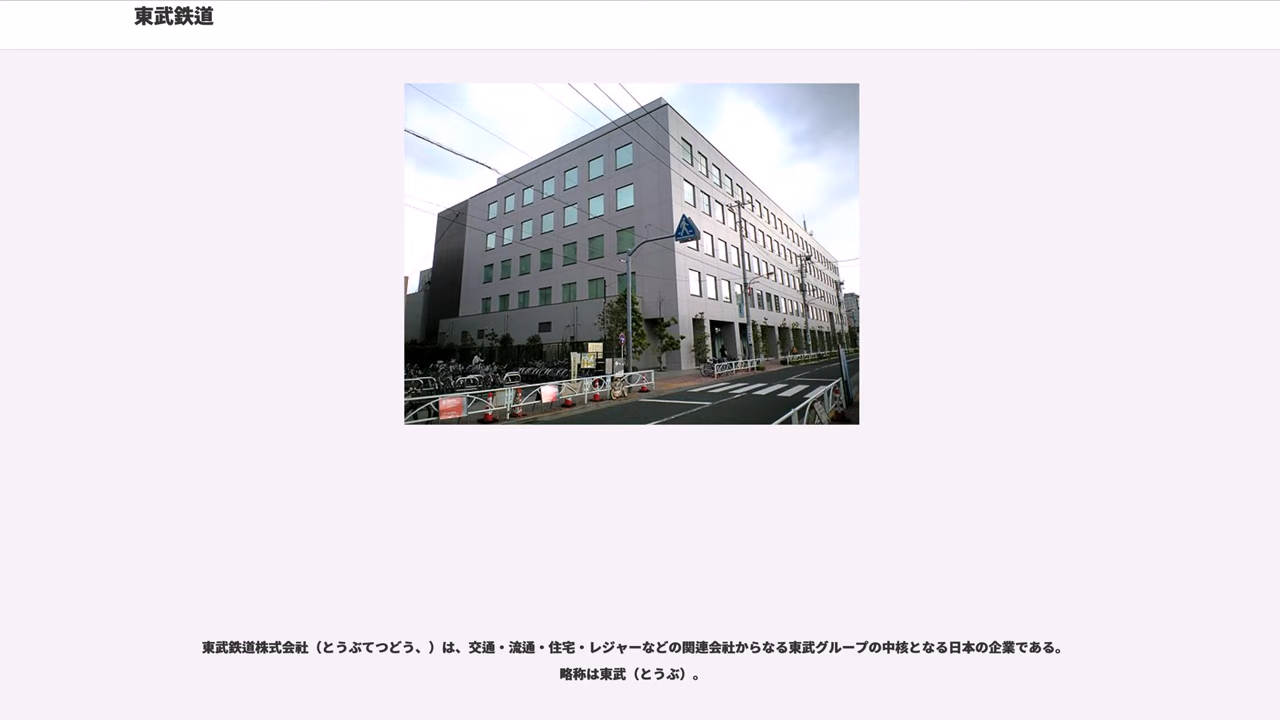 東武鉄道
東武鉄道株式会社（とうぶてつどう、）は、交通・流通・住宅・レジャーなどの関連会社からなる東武グループの中核となる日本の企業である。
略称は東武（とうぶ）。